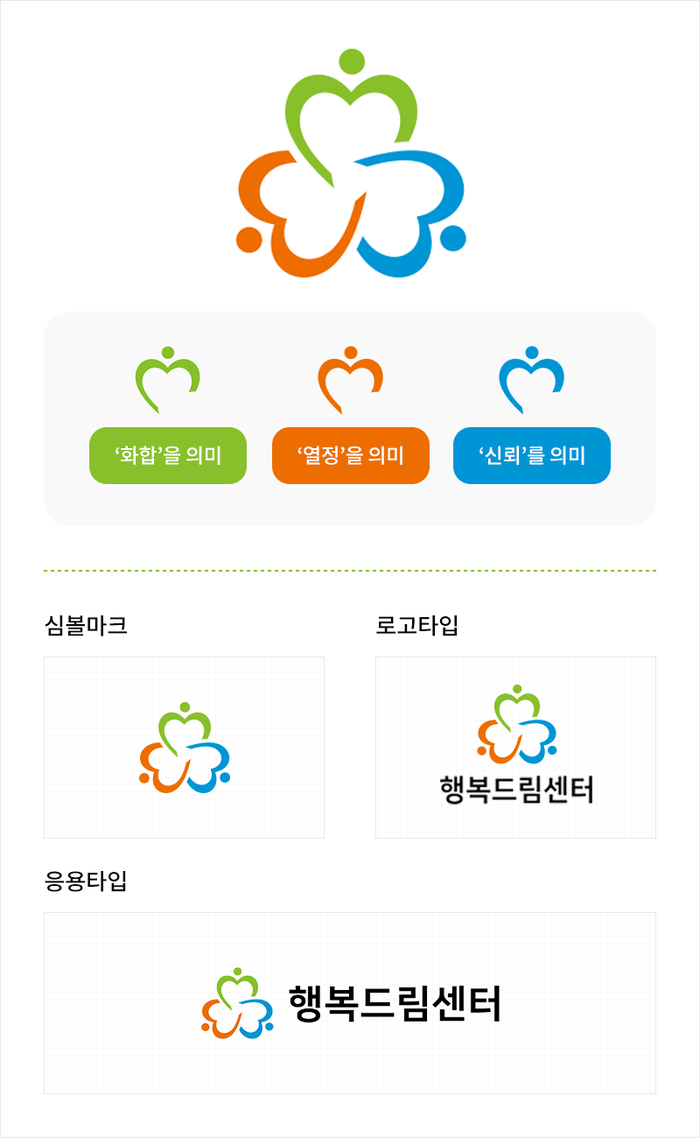 ‘화합’을 의미
‘열정’을 의미
‘신뢰’를 의미
심볼마크
로고타입
행복드림센터
응용타입
행복드림센터